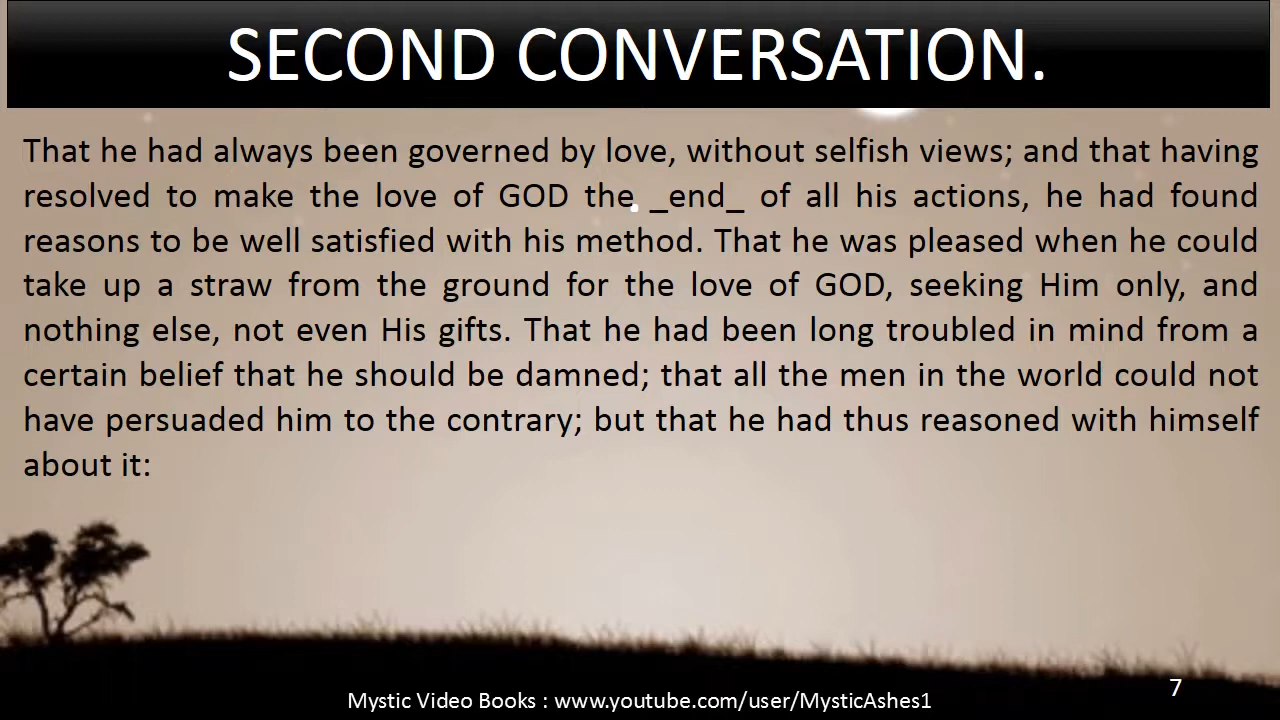 SECOND CONVERSATION.
That he had always been governed by love, without selfish views; and that having
resolved to make the love of GOD the _end_ of all his actions, he had found
reasons to be well satisfied with his method. That he was pleased when he could
take up a straw from the ground for the love of GOD, seeking Him only, and
nothing else, not even His gifts. That he had been long troubled in mind from a
certain belief that he should be damned; that all the men in the world could not
have persuaded him to the contrary; but that he had thus reasoned with himself
about it:
7
Mystic Video Books : www.youtube.com/user/MysticAshes1